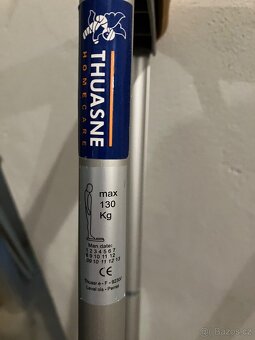 THUASNE
HOMECARE
max
130
Kg
Man date:
1 2 3 4 5 6 7
8 9 10 11 12
09 10 11 12 13
CE
Bazoš.cz